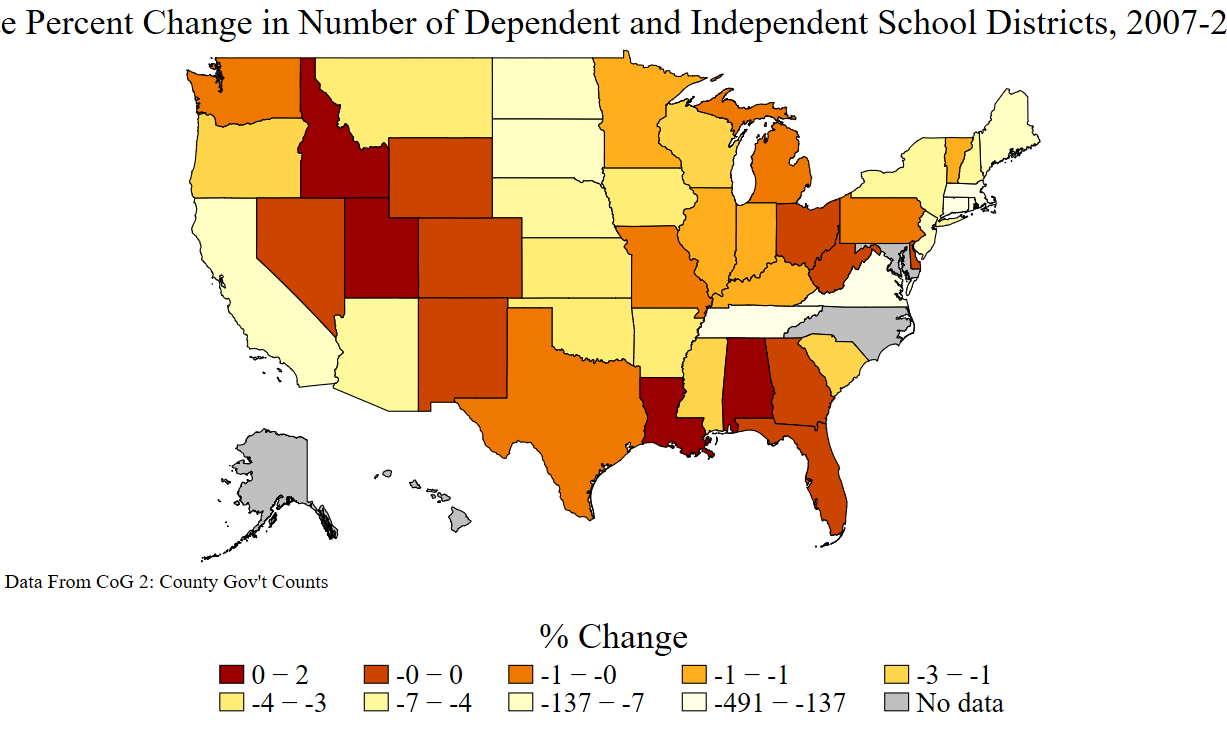 e Percent Change in Number of Dependent and Independent School Districts, 2007-2
Data From CoG 2: County Gov't Counts
% Change
0 − 2
-0 − 0
-1 − -0
-1 − -1
-3 − -1
-4 − -3
-7 − -4
-137 − -7
-491 − -137
No data